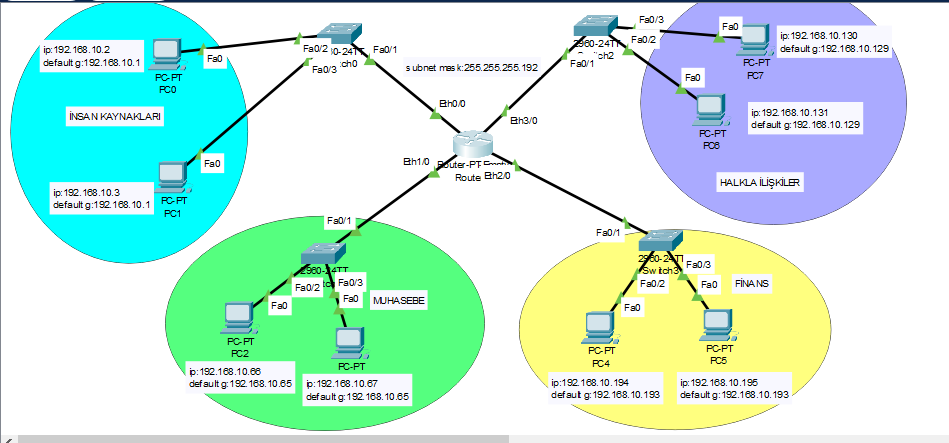 ip:192.168.10.2
default g:192.168.10.1
Fa0
PC-PT
PC0
İNSAN KAYNAKLARI
ip:192.168.10.3
default g:192.168.10.1
Fa0
PC-PT
PC1
Fa0/2
Fa0/3
Fa0/1
subnet mask:255.255.255.192
Eth0/0
Eth3/0
Eth1/0
Eth2/0
Router-PT
2960-24TT
Fa0/3
Fa0/2
Fa0/1
Fa0
PC-PT
PC7
ip:192.168.10.130
default g:192.168.10.129
Fa0
PC-PT
PC6
ip:192.168.10.131
default g:192.168.10.129
HALKLA İLİŞKİLER
Fa0/1
2960-24TT
Fa0/2
Fa0/3
Fa0
Fa0
MUHASEBE
PC-PT
PC2
PC-PT
ip:192.168.10.66
default g:192.168.10.65
ip:192.168.10.67
default g:192.168.10.65
Fa0/1
2960-24TT
Switch3
Fa0/3
Fa0/2
Fa0
Fa0
FİNANS
PC-PT
PC4
PC-PT
PC5
ip:192.168.10.194
default g:192.168.10.193
ip:192.168.10.195
default g:192.168.10.193